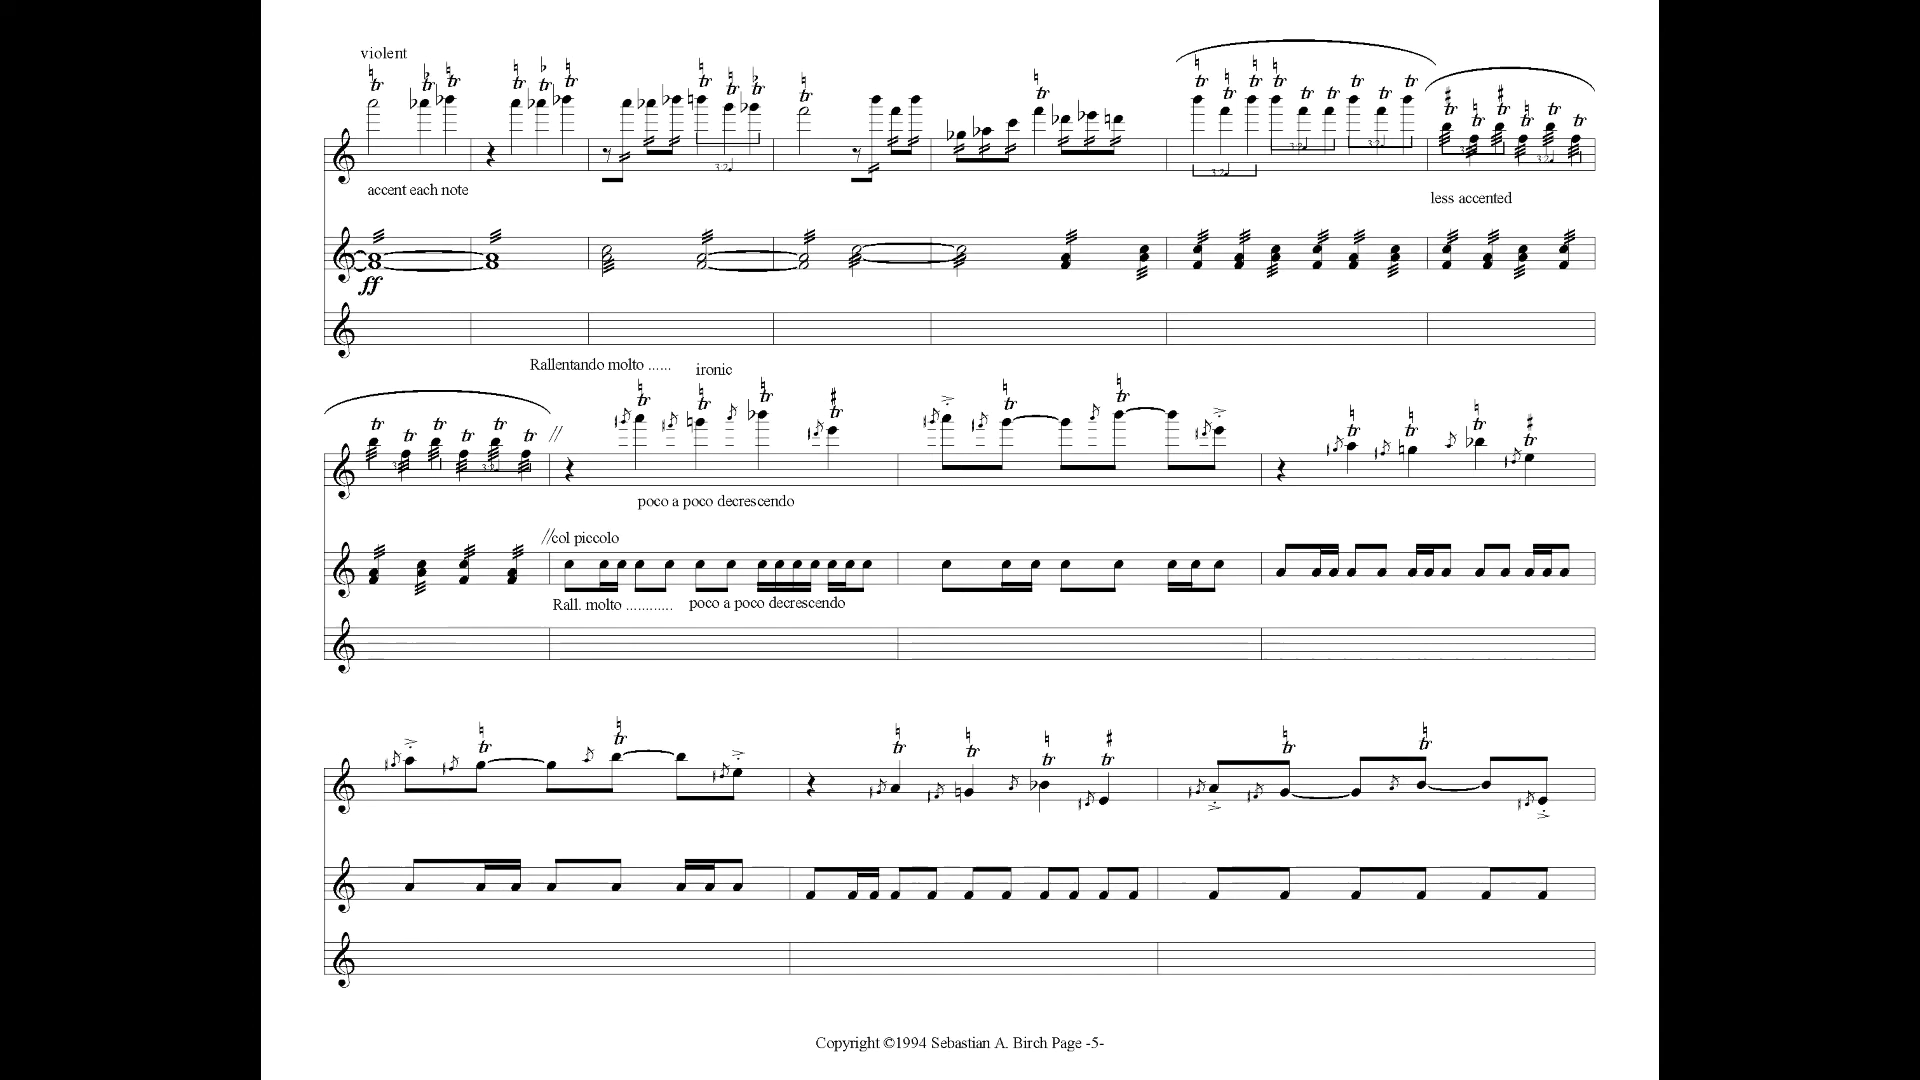 violent
accent each note
less accented
ff
Rallentando molto ......
ironic
poco a poco decrescendo
//col piccolo
Rall. molto ............ poco a poco decrescendo
Copyright ©1994 Sebastian A. Birch Page -5-